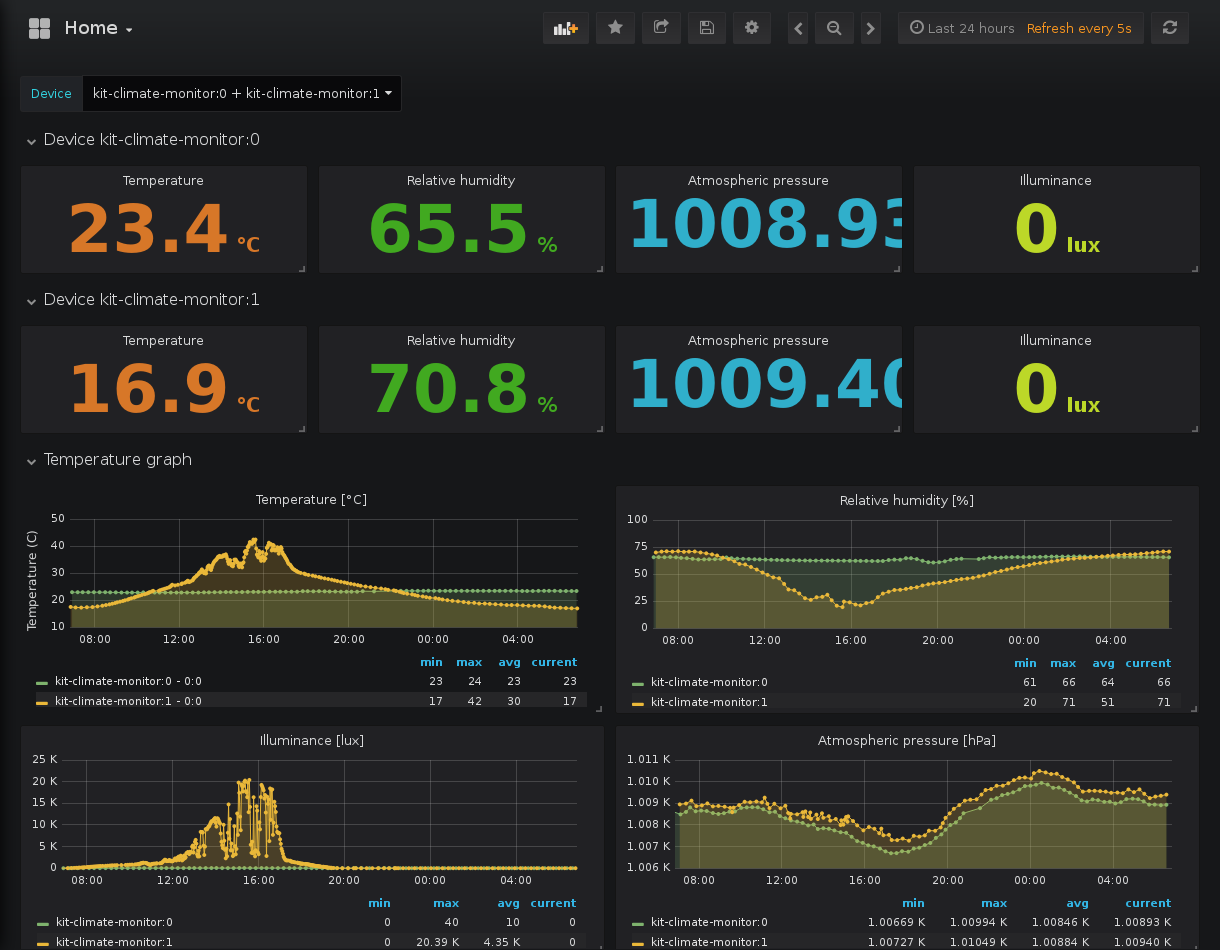 Home
Last 24 hours Refresh every 5s
Device kit-climate-monitor:0 + kit-climate-monitor:1
Device kit-climate-monitor:0
Temperature Relative humidity Atmospheric pressure Illuminance
23.4 °C 65.5 % 1008.93 0 lux
Device kit-climate-monitor:1
Temperature Relative humidity Atmospheric pressure Illuminance
16.9 °C 70.8 % 1009.40 0 lux
Temperature graph
Temperature [°C]
Temperature (C)
50
40
30
20
10
08:00 12:00 16:00 20:00 00:00 04:00
min max avg current
kit-climate-monitor:0 - 0:0 23 24 23 23
kit-climate-monitor:1 - 0:0 17 42 30 17
Relative humidity [%]
100
75
50
25
0
08:00 12:00 16:00 20:00 00:00 04:00
min max avg current
kit-climate-monitor:0 61 66 64 66
kit-climate-monitor:1 20 71 51 71
Illuminance [lux]
25 K
20 K
15 K
10 K
5 K
0
08:00 12:00 16:00 20:00 00:00 04:00
min max avg current
kit-climate-monitor:0 0 40 10 0
kit-climate-monitor:1 0 20.39 K 4.35 K 0
Atmospheric pressure [hPa]
1.011 K
1.010 K
1.009 K
1.008 K
1.007 K
1.006 K
08:00 12:00 16:00 20:00 00:00 04:00
min max avg current
kit-climate-monitor:0 1.00669 K 1.00994 K 1.00846 K 1.00893 K
kit-climate-monitor:1 1.00727 K 1.01049 K 1.00884 K 1.00940 K